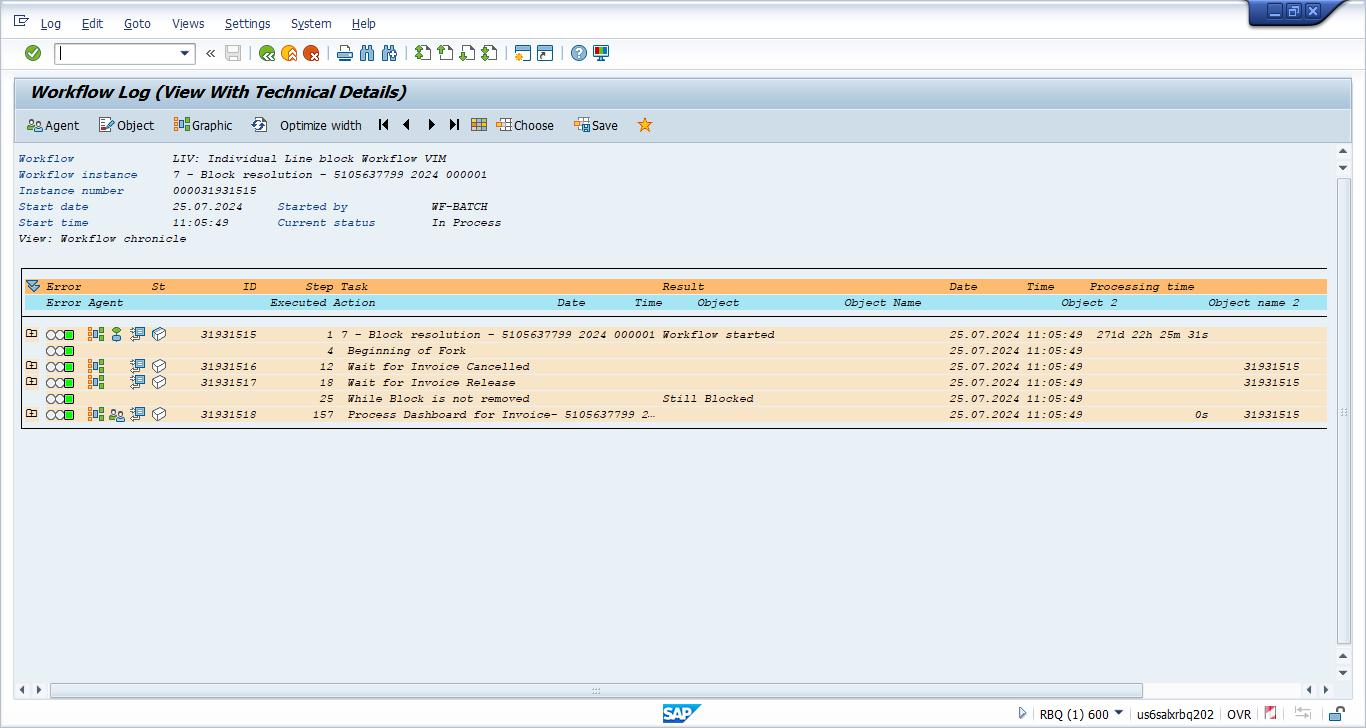 Log Edit Goto Views Settings System Help
Workflow Log (View With Technical Details)
Agent Object Graphic Optimize width Choose Save
Workflow LIV: Individual Line block Workflow VIM
Workflow instance 7 - Block resolution - 5105637799 2024 000001
Instance number 000031931515
Start date 25.07.2024 Started by WF-BATCH
Start time 11:05:49 Current status In Process
View: Workflow chronicle
Error St ID Step Task Result Date Time Processing time
Error Agent Executed Action Date Time Object Object Name Object 2 Object name 2
31931515 1 7 - Block resolution - 5105637799 2024 000001 Workflow started 25.07.2024 11:05:49 271d 22h 25m 31s
4 Beginning of Fork 25.07.2024 11:05:49
31931516 12 Wait for Invoice Cancelled 25.07.2024 11:05:49 31931515
31931517 18 Wait for Invoice Release 25.07.2024 11:05:49 31931515
25 While Block is not removed Still Blocked 25.07.2024 11:05:49
31931518 157 Process Dashboard for Invoice- 5105637799 2… 25.07.2024 11:05:49 0s 31931515
SAP RBQ (1) 600 us6salxrbq202 OVR